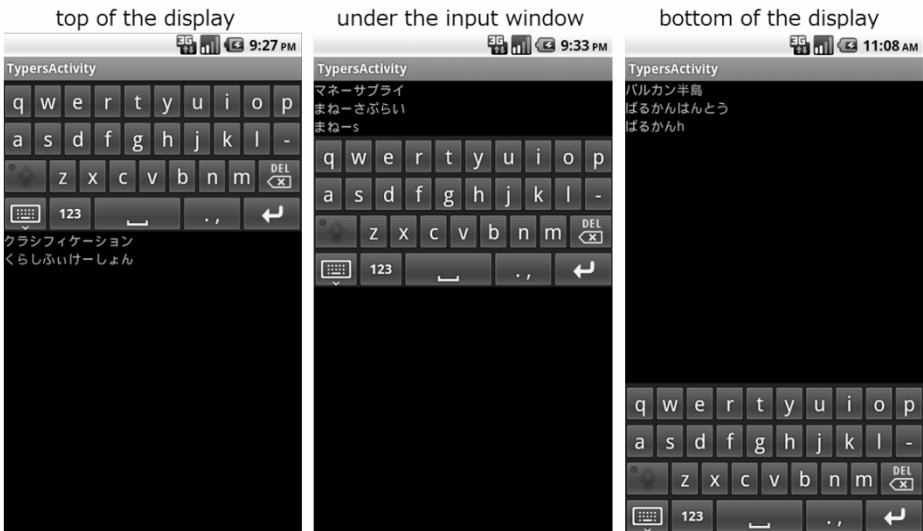 top of the display
3G 9:27 PM
TypersActivity
q w e r t y u i o p
a s d f g h j k l -
z x c v b n m DEL
123 . ,
クラシフィケーション
くらしふぃけーしょん
under the input window
3G 9:33 PM
TypersActivity
マネーサプライ
まねーさぷらい
まねーs
q w e r t y u i o p
a s d f g h j k l -
z x c v b n m DEL
123 . ,
bottom of the display
3G 11:08 AM
TypersActivity
バルカン半島
ばるかんはんとう
ばるかんh
q w e r t y u i o p
a s d f g h j k l -
z x c v b n m DEL
123 . ,